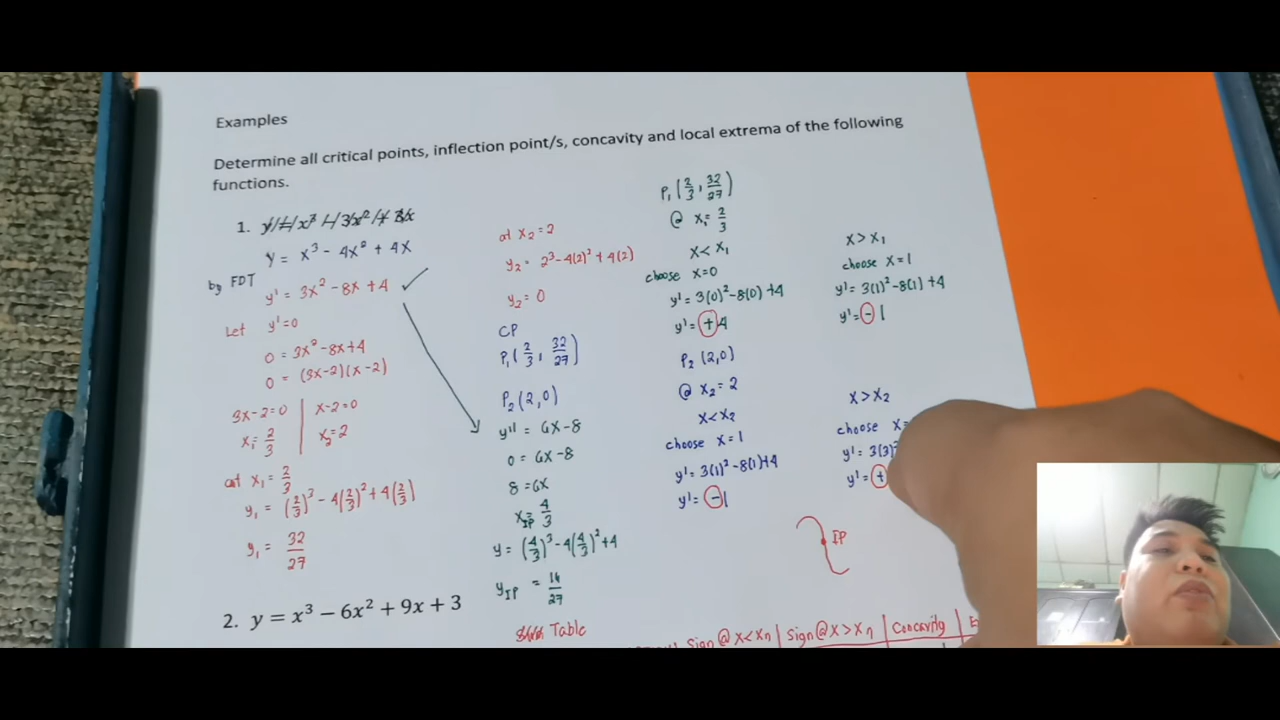 Examples
Determine all critical points, inflection point/s, concavity and local extrema of the following
functions.
1.
y = x³ - 4x² + 4x
by FDT
y' = 3x² - 8x + 4
Let y' = 0
0 = 3x² - 8x + 4
0 = (3x-2)(x-2)
3x-2=0 | x-2=0
x₁ = 2/3 | x₂ = 2
at x₁ = 2/3
y₁ = (2/3)³ - 4(2/3)² + 4(2/3)
y₁ = 32/27
2. y = x³ − 6x² + 9x + 3
at x₂ = 2
y₂ = 2³ - 4(2)² + 4(2)
y₂ = 0
CP
P₁(2/3, 32/27)
P₂(2,0)
y'' = 6x-8
0 = 6x-8
8 = 6x
x_IP = 4/3
y = (4/3)³ - 4(4/3)² + 4
y_IP = 16/27
Table
P₁(2/3, 32/27)
@ x₁ = 2/3
x < x₁
choose x=0
y' = 3(0)² - 8(0) + 4
y' = + 4
P₂(2,0)
@ x₂ = 2
x < x₂
choose x=1
y' = 3(1)² - 8(1) + 4
y' = - 1
x > x₁
choose x=1
y' = 3(1)² - 8(1) + 4
y' = - 1
x > x₂
choose x=
y' = 3(3)²
y' = +
IP
Sign @ x<xₙ | Sign @ x>xₙ | Concavity